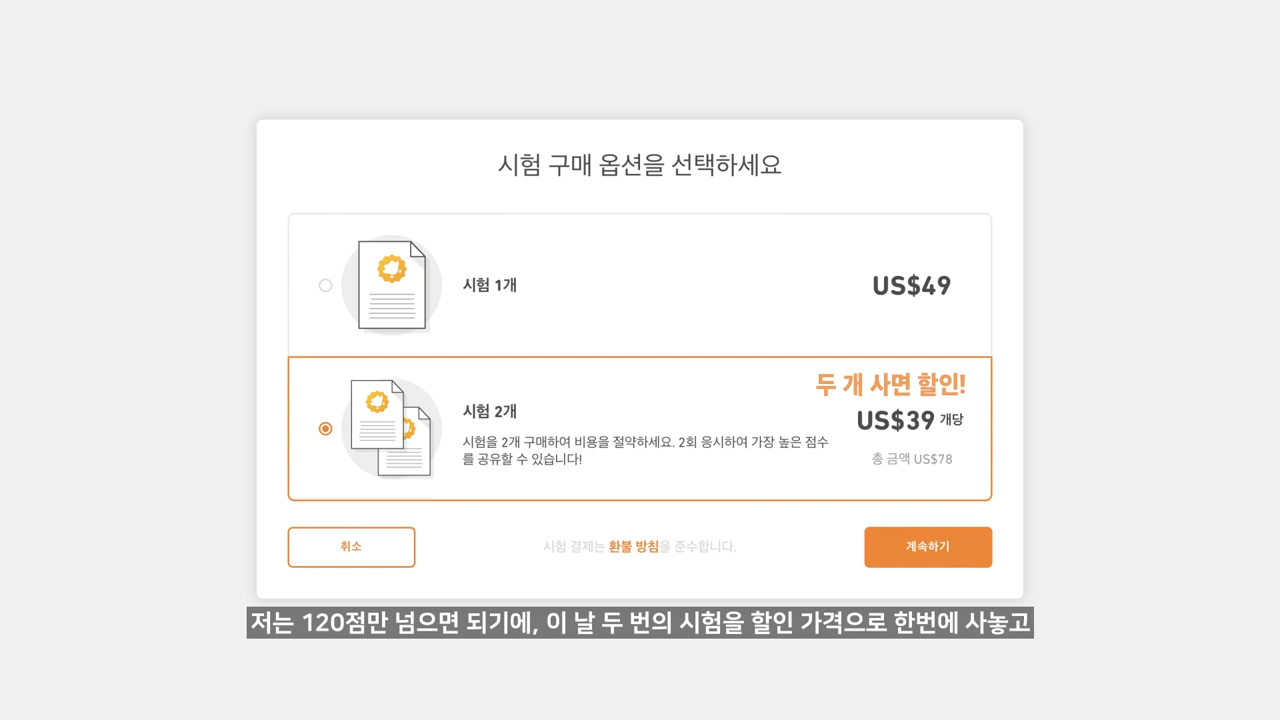 시험 구매 옵션을 선택하세요
시험 1개
US$49
두 개 사면 할인!
시험 2개
US$39 개당
시험을 2개 구매하여 비용을 절약하세요. 2회 응시하여 가장 높은 점수
를 공유할 수 있습니다!
총 금액 US$78
취소
시험 결제는 환불 방침을 준수합니다.
계속하기
저는 120점만 넘으면 되기에, 이 날 두 번의 시험을 할인 가격으로 한번에 사놓고